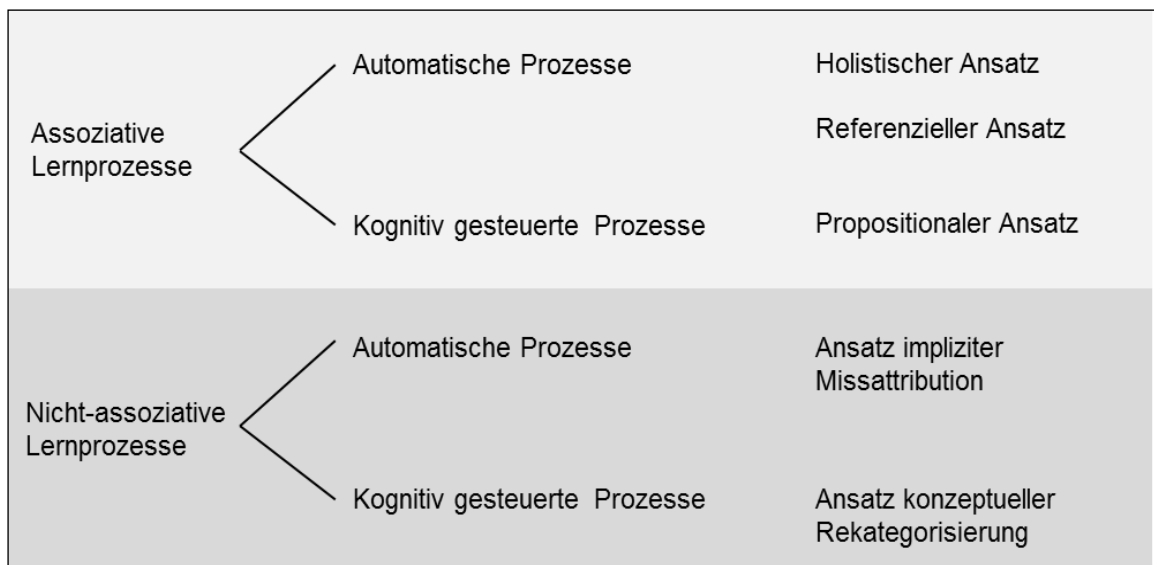 Assoziative
Lernprozesse
Automatische Prozesse
Holistischer Ansatz
Referenzieller Ansatz
Kognitiv gesteuerte Prozesse
Propositionaler Ansatz
Nicht-assoziative
Lernprozesse
Automatische Prozesse
Ansatz impliziter
Missattribution
Kognitiv gesteuerte Prozesse
Ansatz konzeptueller
Rekategorisierung